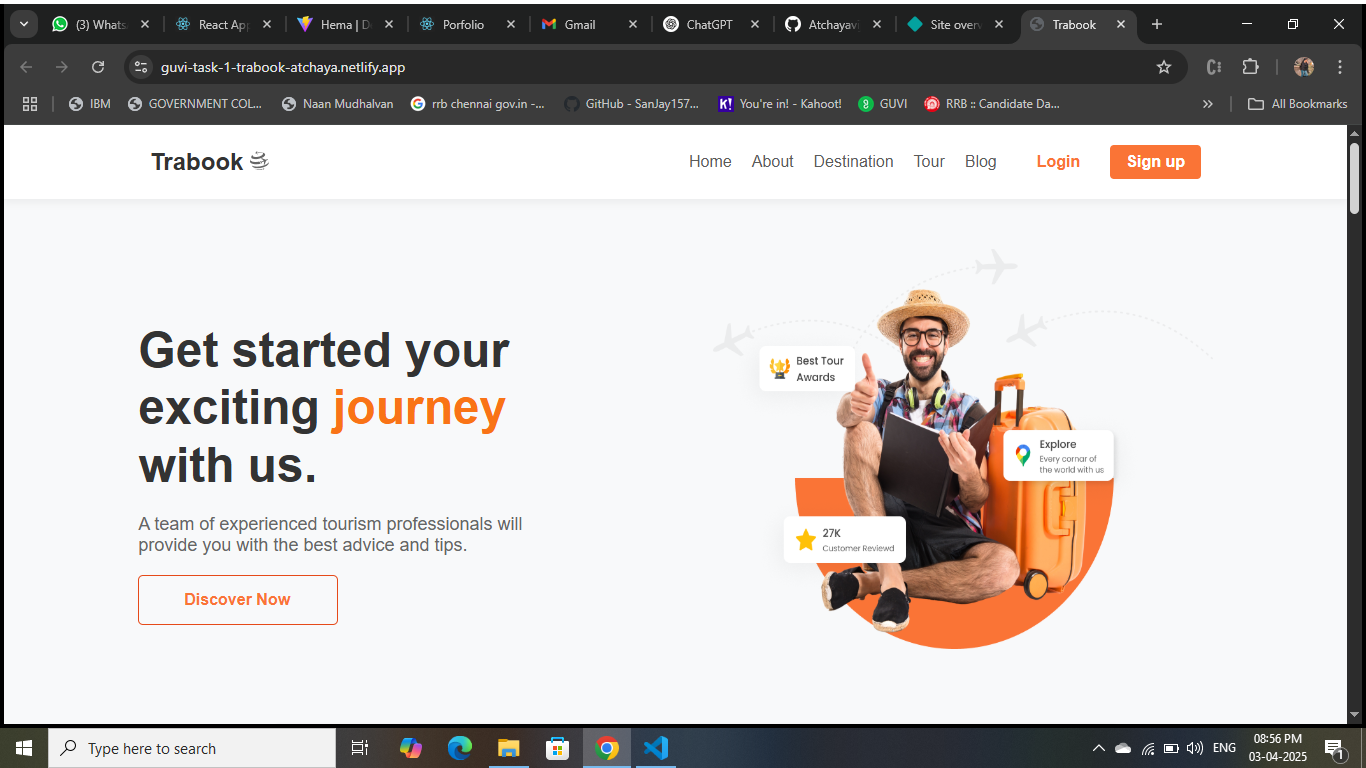 (3) Whats
React App
Hema | D
Porfolio
Gmail
ChatGPT
Atchayav
Site over
Trabook
guvi-task-1-trabook-atchaya.netlify.app
IBM
GOVERNMENT COL...
Naan Mudhalvan
rrb chennai gov.in -...
GitHub - SanJay157...
K!
You're in! - Kahoot!
GUVI
RRB :: Candidate Da...
All Bookmarks
Trabook
Home
About
Destination
Tour
Blog
Login
Sign up
Get started your
exciting journey
with us.
A team of experienced tourism professionals will
provide you with the best advice and tips.
Discover Now
Best Tour
Awards
Explore
Every cornar of
the world with us
27K
Customer Reviewd
Type here to search
ENG
08:56 PM
03-04-2025
1